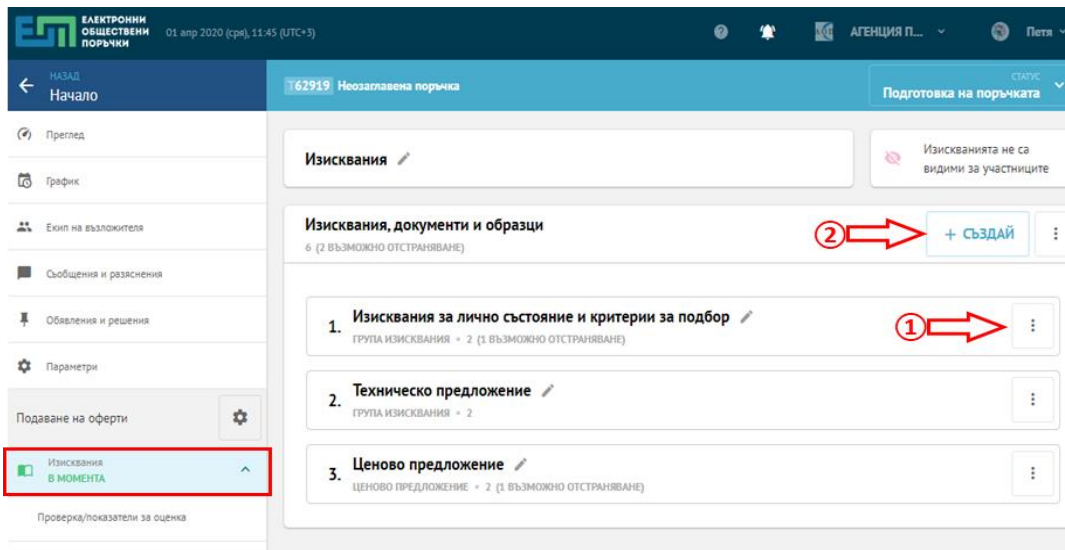 ЕЛЕКТРОННИ
ОБЩЕСТВЕНИ
ПОРЪЧКИ
01 апр 2020 (сря), 11:45 (UTC+3)
АГЕНЦИЯ П...
Петя
НАЗАД
Начало
T62919 Неозаглавена поръчка
СТАТУС
Подготовка на поръчката
Преглед
График
Екип на възложителя
Съобщения и разяснения
Обявления и решения
Параметри
Подаване на оферти
Изисквания
В МОМЕНТА
Проверка/показатели за оценка
Изисквания
Изискванията не са
видими за участниците
Изисквания, документи и образци
6 (2 ВЪЗМОЖНО ОТСТРАНЯВАНЕ)
2
+ СЪЗДАЙ
1. Изисквания за лично състояние и критерии за подбор
ГРУПА ИЗИСКВАНИЯ • 2 (1 ВЪЗМОЖНО ОТСТРАНЯВАНЕ)
1
2. Техническо предложение
ГРУПА ИЗИСКВАНИЯ • 2
3. Ценово предложение
ЦЕНОВО ПРЕДЛОЖЕНИЕ • 2 (1 ВЪЗМОЖНО ОТСТРАНЯВАНЕ)